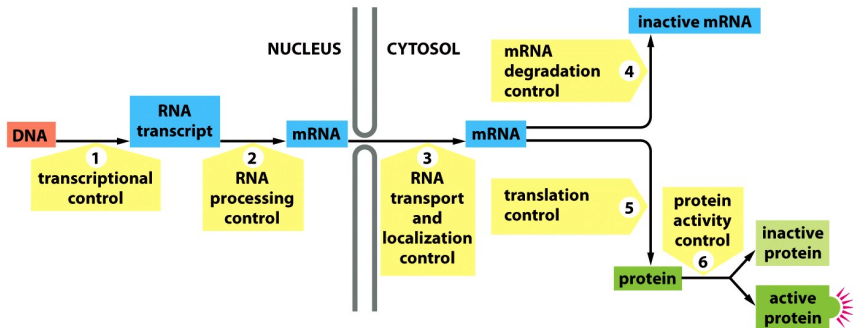 NUCLEUS
CYTOSOL
DNA
RNA
transcript
mRNA
mRNA
inactive mRNA
1
transcriptional
control
2
RNA
processing
control
3
RNA
transport
and
localization
control
mRNA
degradation
control
4
translation
control
5
protein
activity
control
6
protein
inactive
protein
active
protein